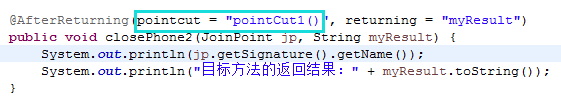 @AfterReturning(pointcut = "pointCut1()", returning = "myResult")
public void closePhone2(JoinPoint jp, String myResult) {
System.out.println(jp.getSignature().getName());
System.out.println("目标方法的返回结果：" + myResult.toString());
}